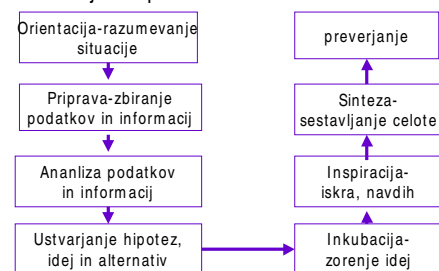 Orientacija-razumevanje
situacije
Priprava-zbiranje
podatkov in informacij
Ananliza podatkov
in informacij
Ustvarjanje hipotez,
idej in alternativ
Inkubacija-
zorenje idej
Inspiracija-
iskra, navdih
Sinteza-
sestavljanje celote
preverjanje